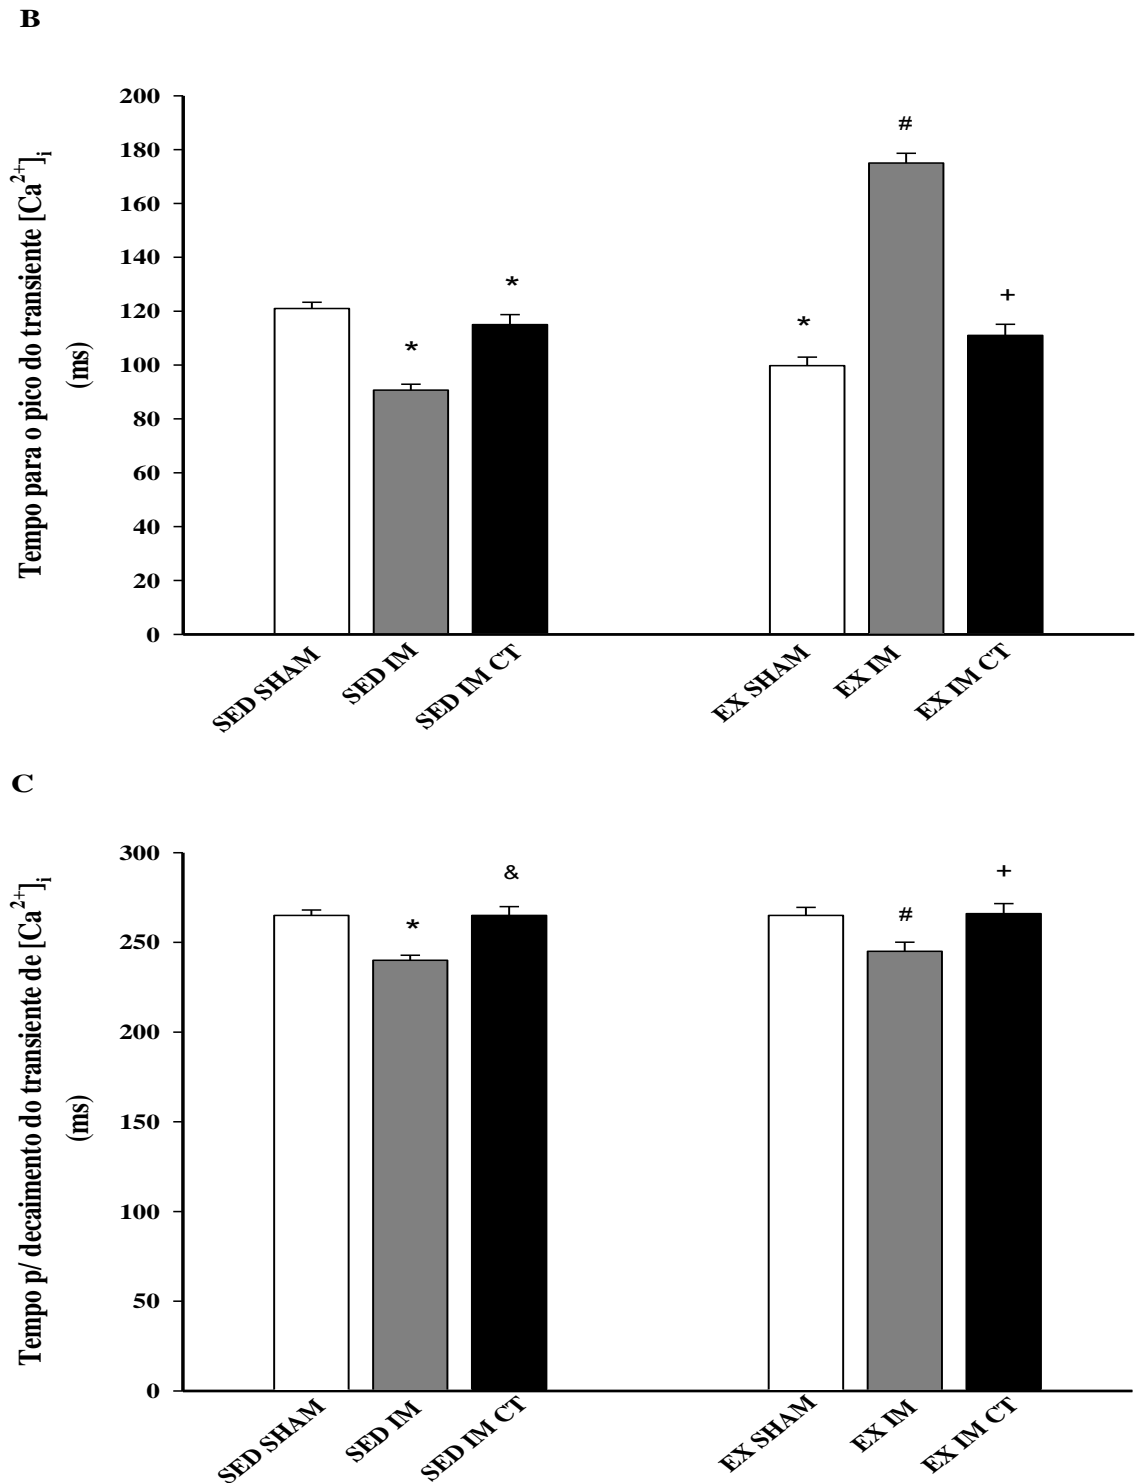 B
Tempo para o pico do transiente [Ca²⁺]ᵢ
(ms)
200
180
160
140
120
100
80
60
40
20
0
*
*
*
#
+
SED SHAM
SED IM
SED IM CT
EX SHAM
EX IM
EX IM CT
C
Tempo p/ decaimento do transiente de [Ca²⁺]ᵢ
(ms)
300
250
200
150
100
50
0
*
&
#
+
SED SHAM
SED IM
SED IM CT
EX SHAM
EX IM
EX IM CT